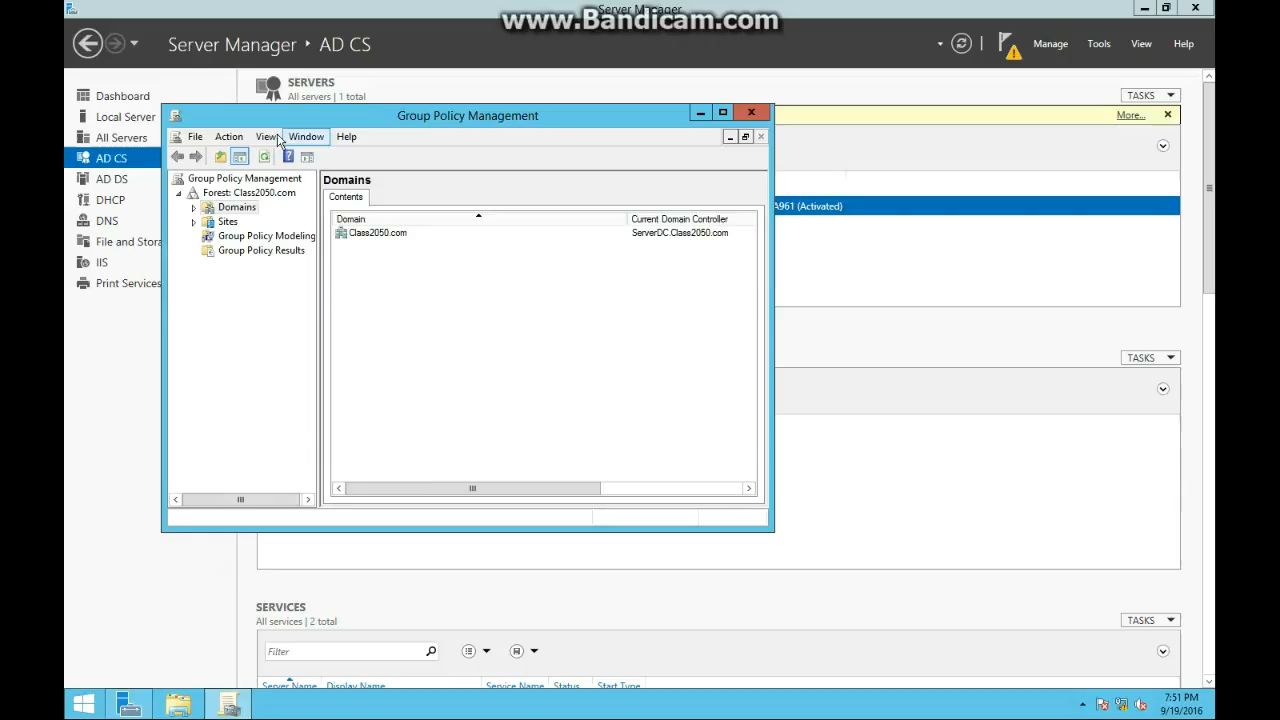 Server Manager
www.Bandicam.com
Server Manager
AD CS
Manage
Tools
View
Help
Dashboard
Local Server
All Servers
AD CS
AD DS
DHCP
DNS
File and Stora
IIS
Print Services
SERVERS
All servers | 1 total
TASKS
More...
A961 (Activated)
Group Policy Management
File
Action
View
Window
Help
Group Policy Management
Forest: Class2050.com
Domains
Sites
Group Policy Modeling
Group Policy Results
Domains
Contents
Domain
Current Domain Controller
Class2050.com
ServerDC.Class2050.com
TASKS
SERVICES
All services | 2 total
TASKS
Filter
Server Name
Display Name
Service Name
Status
Start Type
7:51 PM
9/19/2016